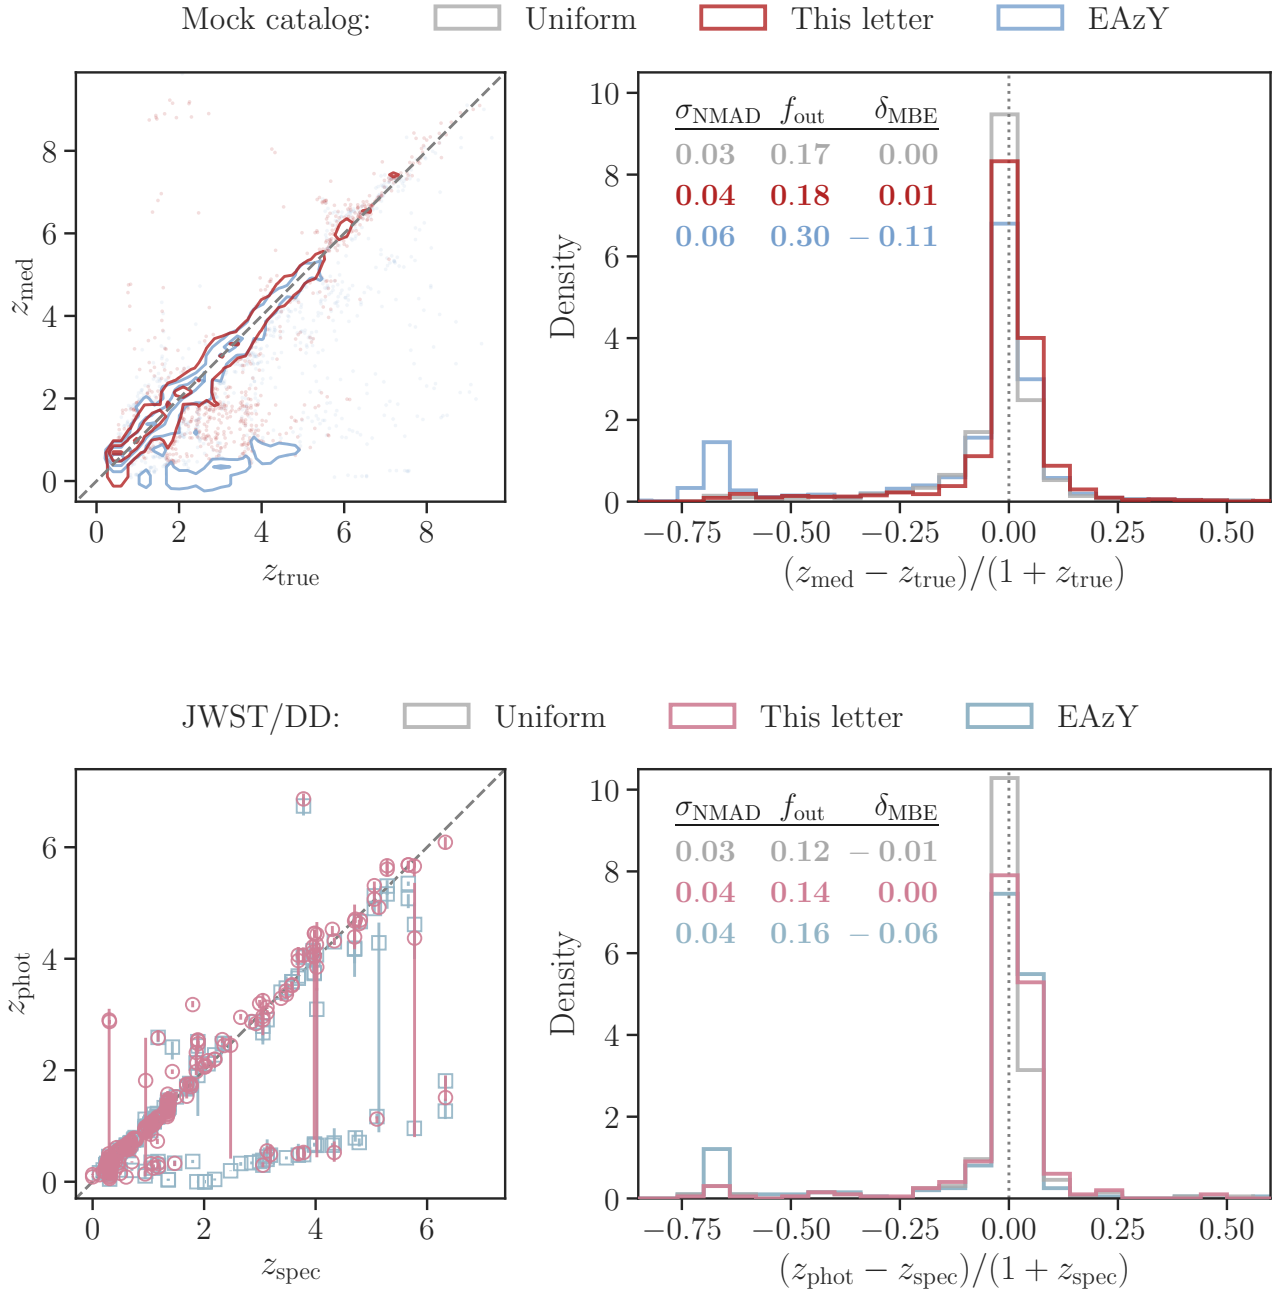 Mock catalog: Uniform This letter EAzY
8
6
4
2
0
z_med
0 2 4 6 8
z_true
10
8
6
4
2
0
Density
σ_NMAD f_out δ_MBE
0.03 0.17 0.00
0.04 0.18 0.01
0.06 0.30 − 0.11
−0.75 −0.50 −0.25 0.00 0.25 0.50
(z_med − z_true)/(1 + z_true)
JWST/DD: Uniform This letter EAzY
6
4
2
0
z_phot
0 2 4 6
z_spec
10
8
6
4
2
0
Density
σ_NMAD f_out δ_MBE
0.03 0.12 − 0.01
0.04 0.14 0.00
0.04 0.16 − 0.06
−0.75 −0.50 −0.25 0.00 0.25 0.50
(z_phot − z_spec)/(1 + z_spec)